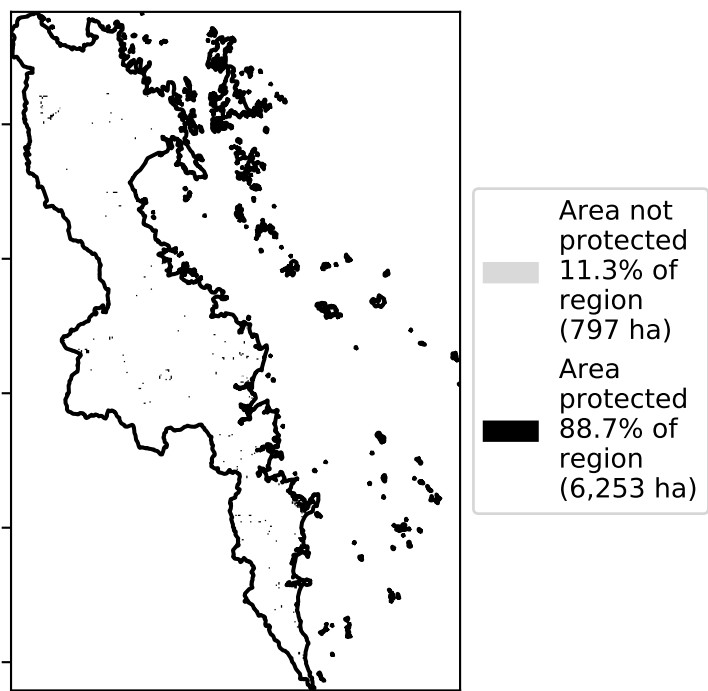 Area not
protected
11.3% of
region
(797 ha)
Area
protected
88.7% of
region
(6,253 ha)